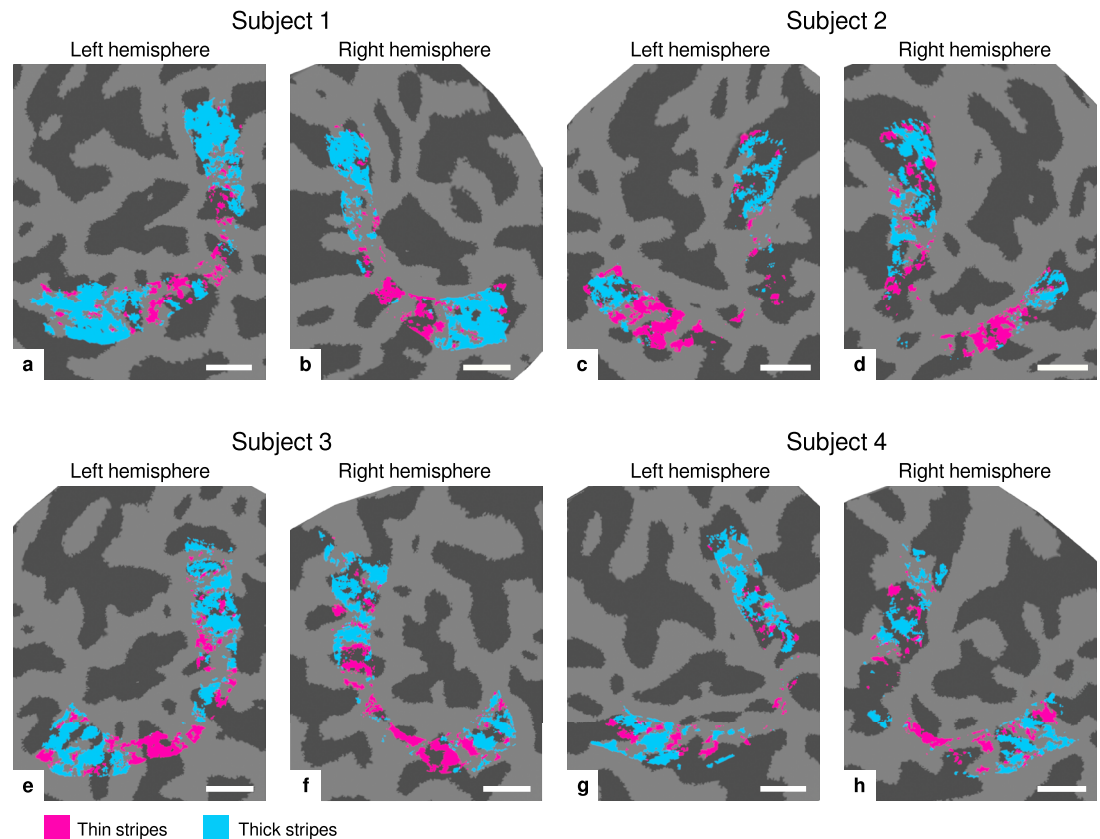 Subject 1
Subject 2
Left hemisphere
Right hemisphere
Left hemisphere
Right hemisphere
a
b
c
d
Subject 3
Subject 4
Left hemisphere
Right hemisphere
Left hemisphere
Right hemisphere
e
f
g
h
Thin stripes
Thick stripes